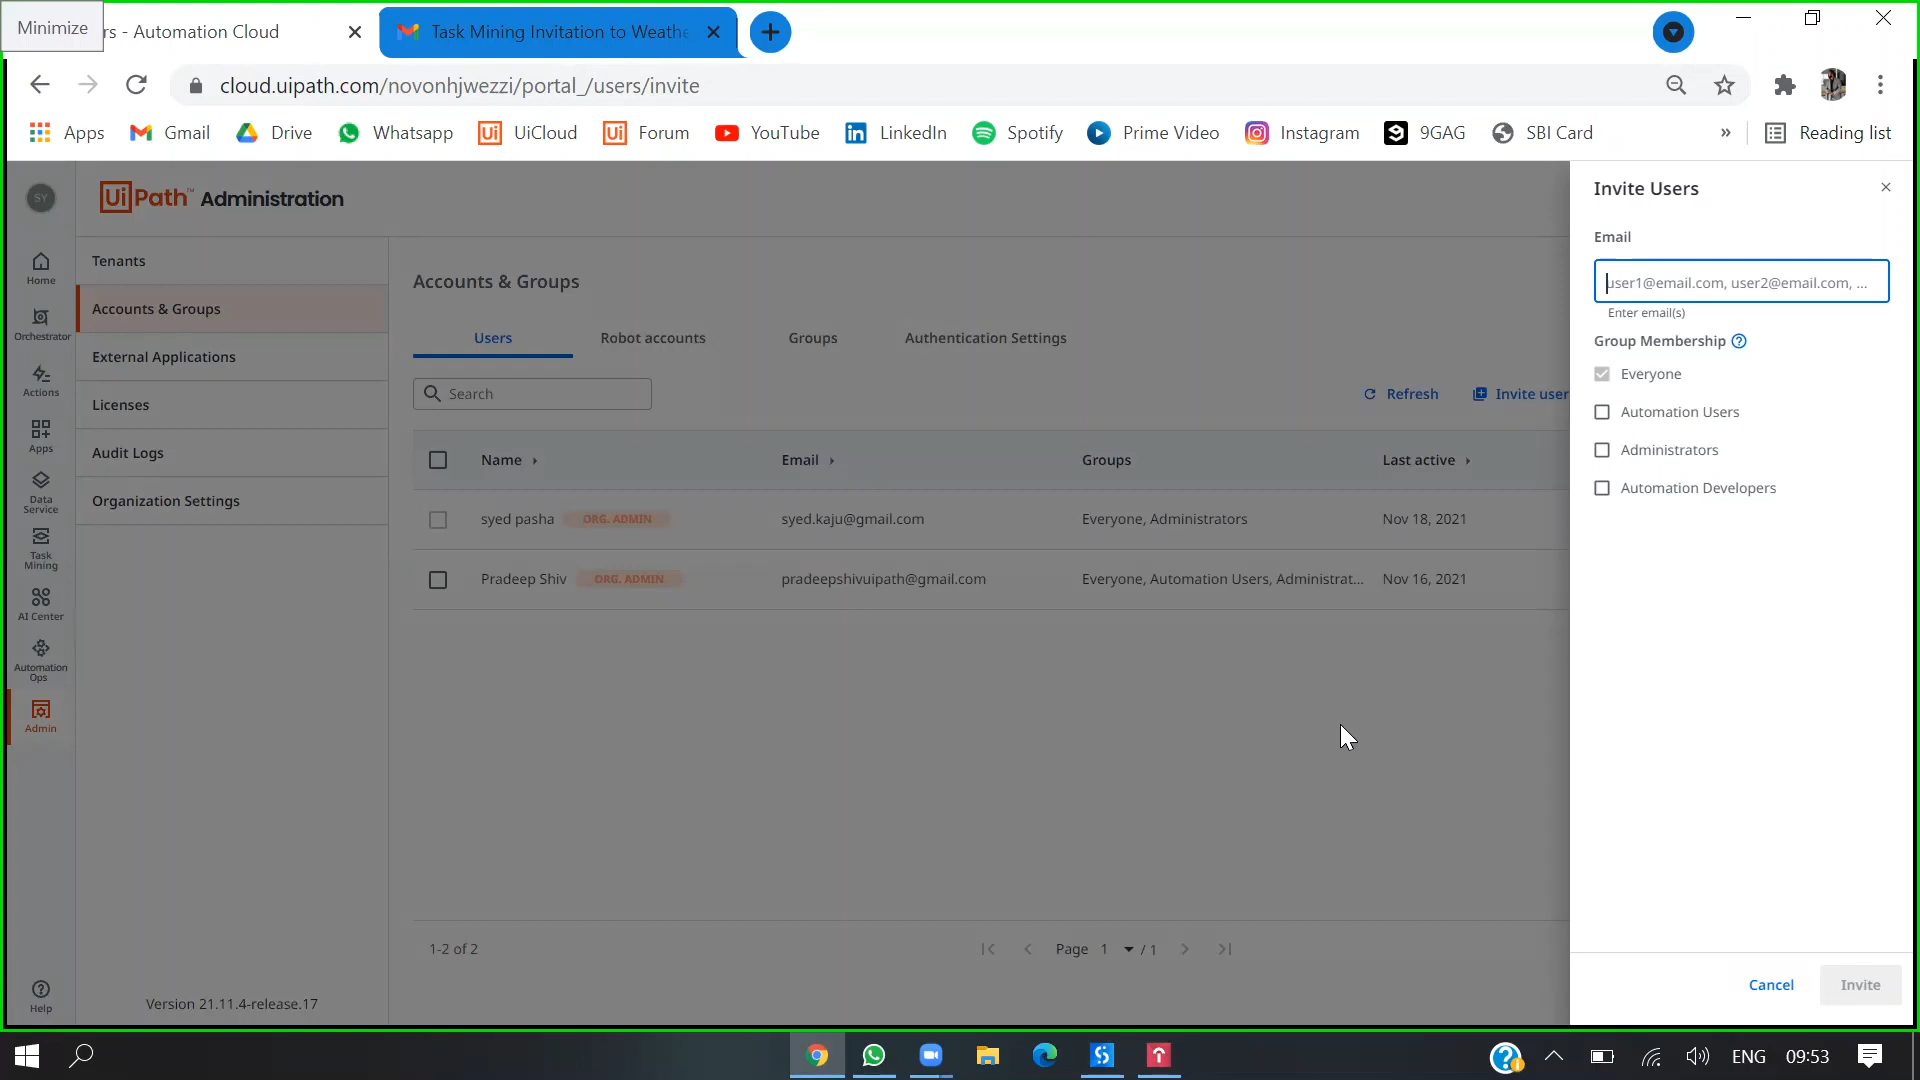 Minimize
rs - Automation Cloud
Task Mining Invitation to Weathe
cloud.uipath.com/novonhjwezzi/portal_/users/invite
Apps
Gmail
Drive
Whatsapp
UiCloud
Forum
YouTube
LinkedIn
Spotify
Prime Video
Instagram
9GAG
SBI Card
»
Reading list
SY
UiPath™ Administration
Home
Orchestrator
Actions
Apps
Data Service
Task Mining
AI Center
Automation Ops
Admin
Help
Tenants
Accounts & Groups
External Applications
Licenses
Audit Logs
Organization Settings
Version 21.11.4-release.17
Accounts & Groups
Users
Robot accounts
Groups
Authentication Settings
Search
Refresh
Invite user
Name
Email
Groups
Last active
syed pasha ORG. ADMIN syed.kaju@gmail.com Everyone, Administrators Nov 18, 2021
Pradeep Shiv ORG. ADMIN pradeepshivuipath@gmail.com Everyone, Automation Users, Administrat... Nov 16, 2021
1-2 of 2
Page 1 / 1
Invite Users
Email
user1@email.com, user2@email.com, ...
Enter email(s)
Group Membership
Everyone
Automation Users
Administrators
Automation Developers
Cancel
Invite
ENG
09:53